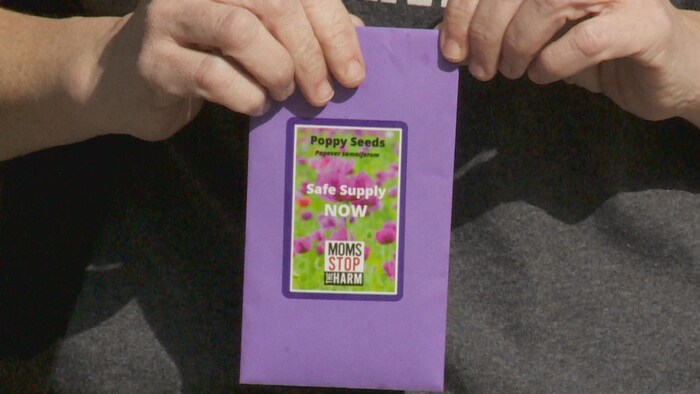 Poppy Seeds
Papaver somniferum
Safe Supply
NOW
MOMS
STOP
THE HARM